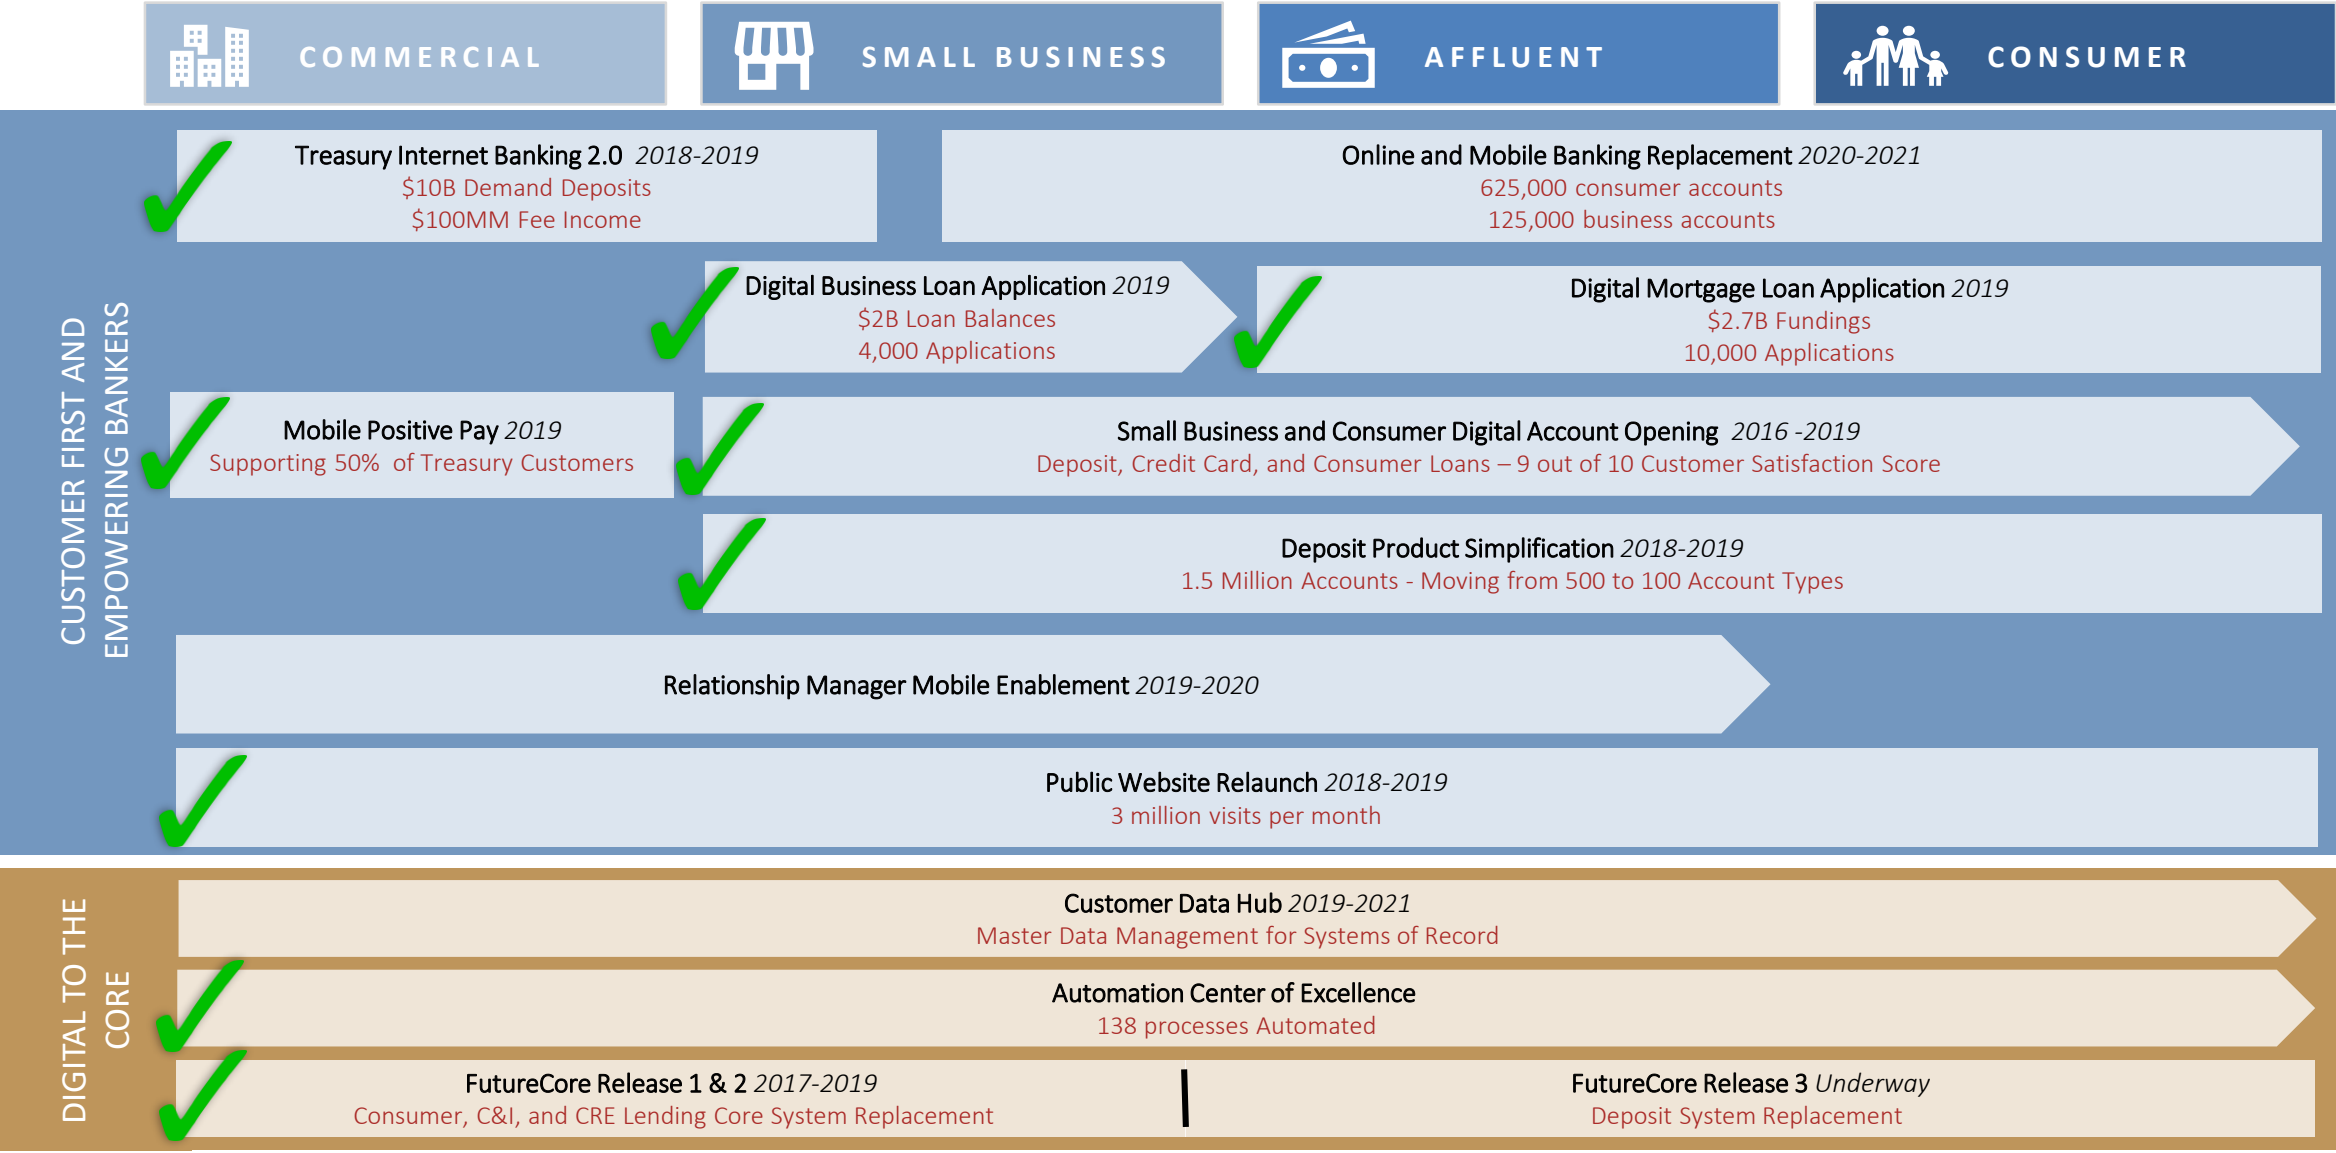 COMMERCIAL
SMALL BUSINESS
AFFLUENT
CONSUMER
CUSTOMER FIRST AND
EMPOWERING BANKERS
Treasury Internet Banking 2.0 2018-2019
$10B Demand Deposits
$100MM Fee Income
Online and Mobile Banking Replacement 2020-2021
625,000 consumer accounts
125,000 business accounts
Digital Business Loan Application 2019
$2B Loan Balances
4,000 Applications
Digital Mortgage Loan Application 2019
$2.7B Fundings
10,000 Applications
Mobile Positive Pay 2019
Supporting 50% of Treasury Customers
Small Business and Consumer Digital Account Opening 2016 -2019
Deposit, Credit Card, and Consumer Loans – 9 out of 10 Customer Satisfaction Score
Deposit Product Simplification 2018-2019
1.5 Million Accounts - Moving from 500 to 100 Account Types
Relationship Manager Mobile Enablement 2019-2020
Public Website Relaunch 2018-2019
3 million visits per month
DIGITAL TO THE
CORE
Customer Data Hub 2019-2021
Master Data Management for Systems of Record
Automation Center of Excellence
138 processes Automated
FutureCore Release 1 & 2 2017-2019
Consumer, C&I, and CRE Lending Core System Replacement
FutureCore Release 3 Underway
Deposit System Replacement